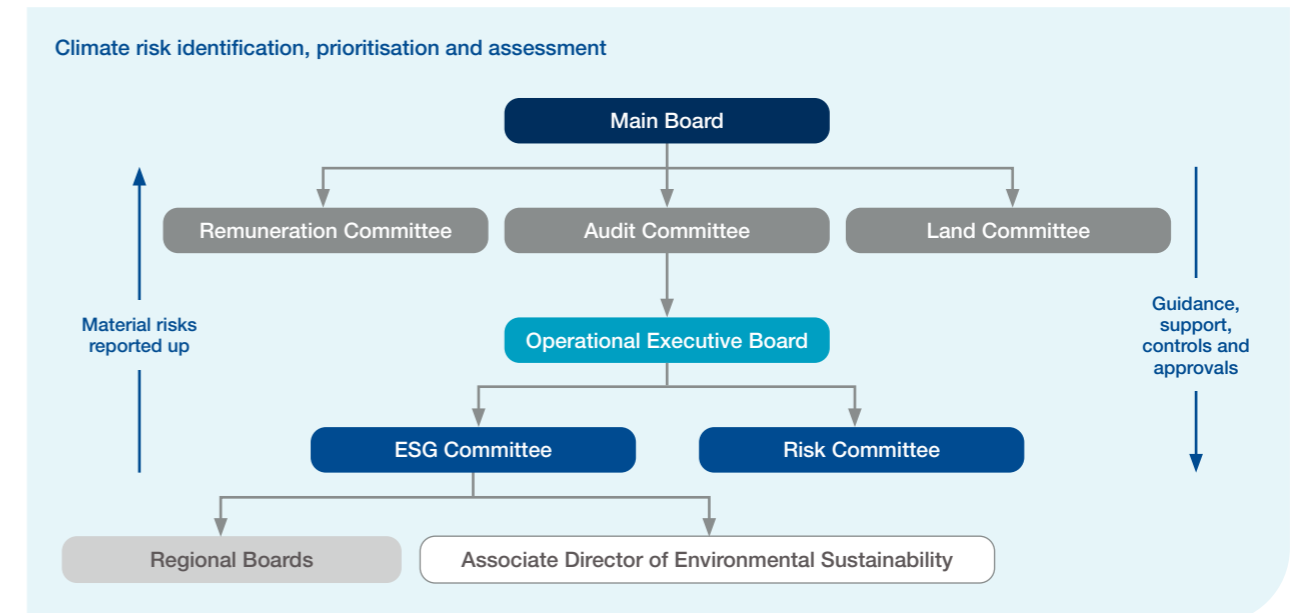 Climate risk identification, prioritisation and assessment
Main Board
Remuneration Committee
Audit Committee
Land Committee
Material risks
reported up
Guidance,
support,
controls and
approvals
Operational Executive Board
ESG Committee
Risk Committee
Regional Boards
Associate Director of Environmental Sustainability